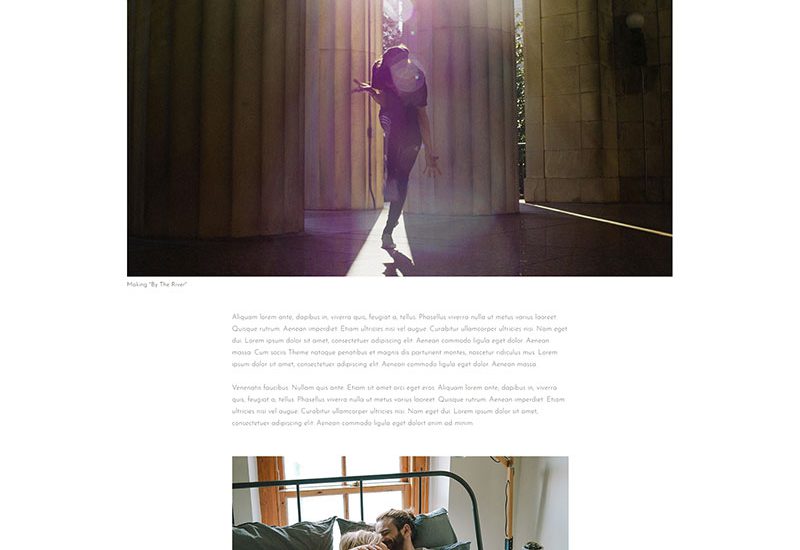 Making "By The River"
Aliquam lorem ante, dapibus in, viverra quis, feugiat a, tellus. Phasellus viverra nulla ut metus varius laoreet.
Quisque rutrum. Aenean imperdiet. Etiam ultricies nisi vel augue. Curabitur ullamcorper ultricies nisi. Nam eget
dui. Lorem ipsum dolor sit amet, consectetuer adipiscing elit. Aenean commodo ligula eget dolor. Aenean
massa. Cum sociis Theme natoque penatibus et magnis dis parturient montes, nascetur ridiculus mus. Lorem
ipsum dolor sit amet, consectetuer adipiscing elit. Aenean commodo ligula eget dolor. Aenean massa.
Venenatis faucibus. Nullam quis ante. Etiam sit amet orci eget eros. Aliquam lorem ante, dapibus in, viverra
quis, feugiat a, tellus. Phasellus viverra nulla ut metus varius laoreet. Quisque rutrum. Aenean imperdiet. Etiam
ultricies nisi vel augue. Curabitur ullamcorper ultricies nisi. Nam eget dui. Lorem ipsum dolor sit amet,
consectetuer adipiscing elit. Aenean commodo ligula eget doloit anim ad minim.